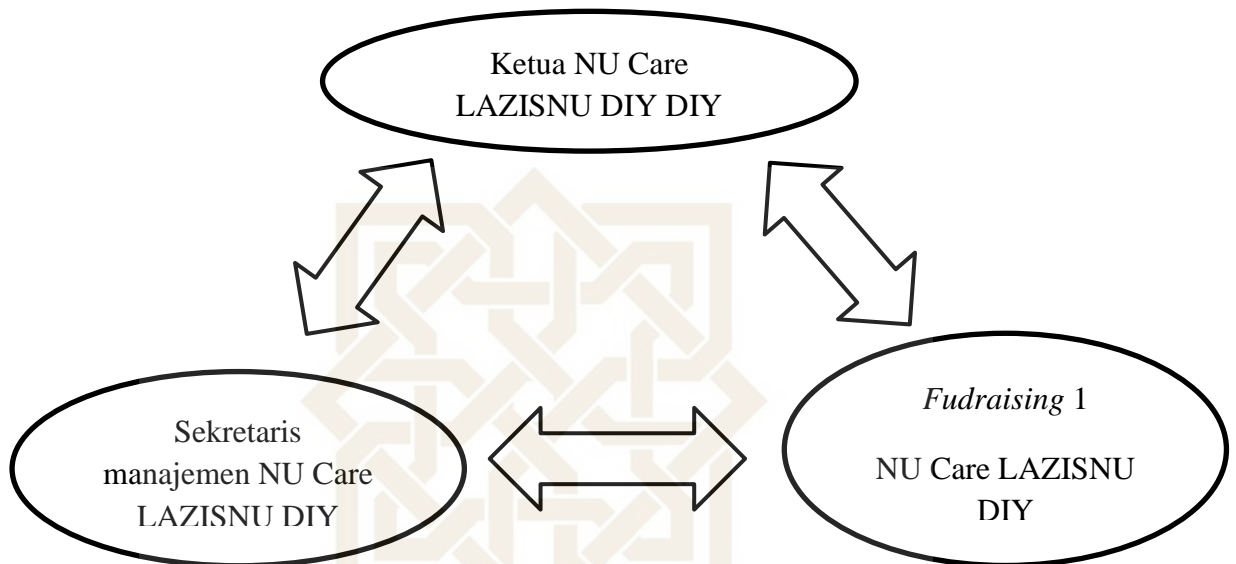 Ketua NU Care
LAZISNU DIY DIY
Sekretaris
manajemen NU Care
LAZISNU DIY
Fudraising 1
NU Care LAZISNU
DIY